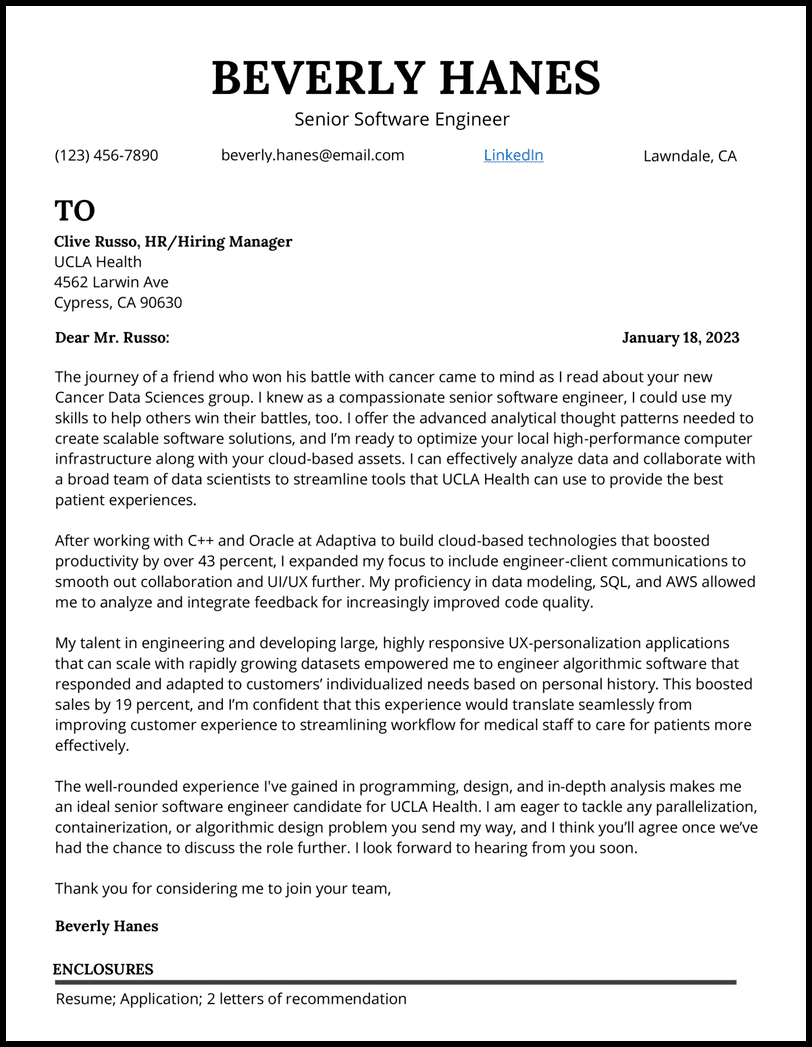 BEVERLY HANES
Senior Software Engineer
(123) 456-7890 beverly.hanes@email.com LinkedIn Lawndale, CA
TO
Clive Russo, HR/Hiring Manager
UCLA Health
4562 Larwin Ave
Cypress, CA 90630
Dear Mr. Russo: January 18, 2023
The journey of a friend who won his battle with cancer came to mind as I read about your new
Cancer Data Sciences group. I knew as a compassionate senior software engineer, I could use my
skills to help others win their battles, too. I offer the advanced analytical thought patterns needed to
create scalable software solutions, and I’m ready to optimize your local high-performance computer
infrastructure along with your cloud-based assets. I can effectively analyze data and collaborate with
a broad team of data scientists to streamline tools that UCLA Health can use to provide the best
patient experiences.
After working with C++ and Oracle at Adaptiva to build cloud-based technologies that boosted
productivity by over 43 percent, I expanded my focus to include engineer-client communications to
smooth out collaboration and UI/UX further. My proficiency in data modeling, SQL, and AWS allowed
me to analyze and integrate feedback for increasingly improved code quality.
My talent in engineering and developing large, highly responsive UX-personalization applications
that can scale with rapidly growing datasets empowered me to engineer algorithmic software that
responded and adapted to customers’ individualized needs based on personal history. This boosted
sales by 19 percent, and I’m confident that this experience would translate seamlessly from
improving customer experience to streamlining workflow for medical staff to care for patients more
effectively.
The well-rounded experience I've gained in programming, design, and in-depth analysis makes me
an ideal senior software engineer candidate for UCLA Health. I am eager to tackle any parallelization,
containerization, or algorithmic design problem you send my way, and I think you’ll agree once we’ve
had the chance to discuss the role further. I look forward to hearing from you soon.
Thank you for considering me to join your team,
Beverly Hanes
ENCLOSURES
Resume; Application; 2 letters of recommendation